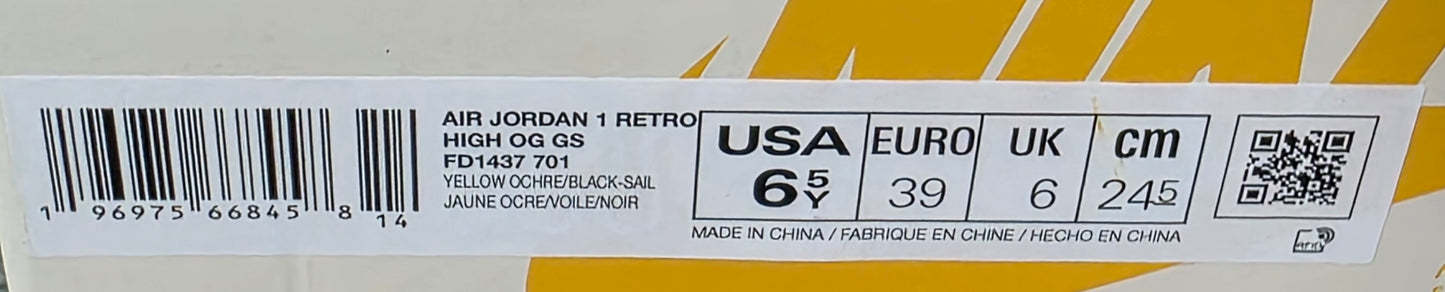 AIR JORDAN 1 RETRO
HIGH OG GS
FD1437 701
YELLOW OCHRE/BLACK-SAIL
JAUNE OCRE/VOILE/NOIR
1 96975 66845 8 14
USA EURO UK cm
6 5 Y 39 6 24 5
MADE IN CHINA / FABRIQUE EN CHINE / HECHO EN CHINA